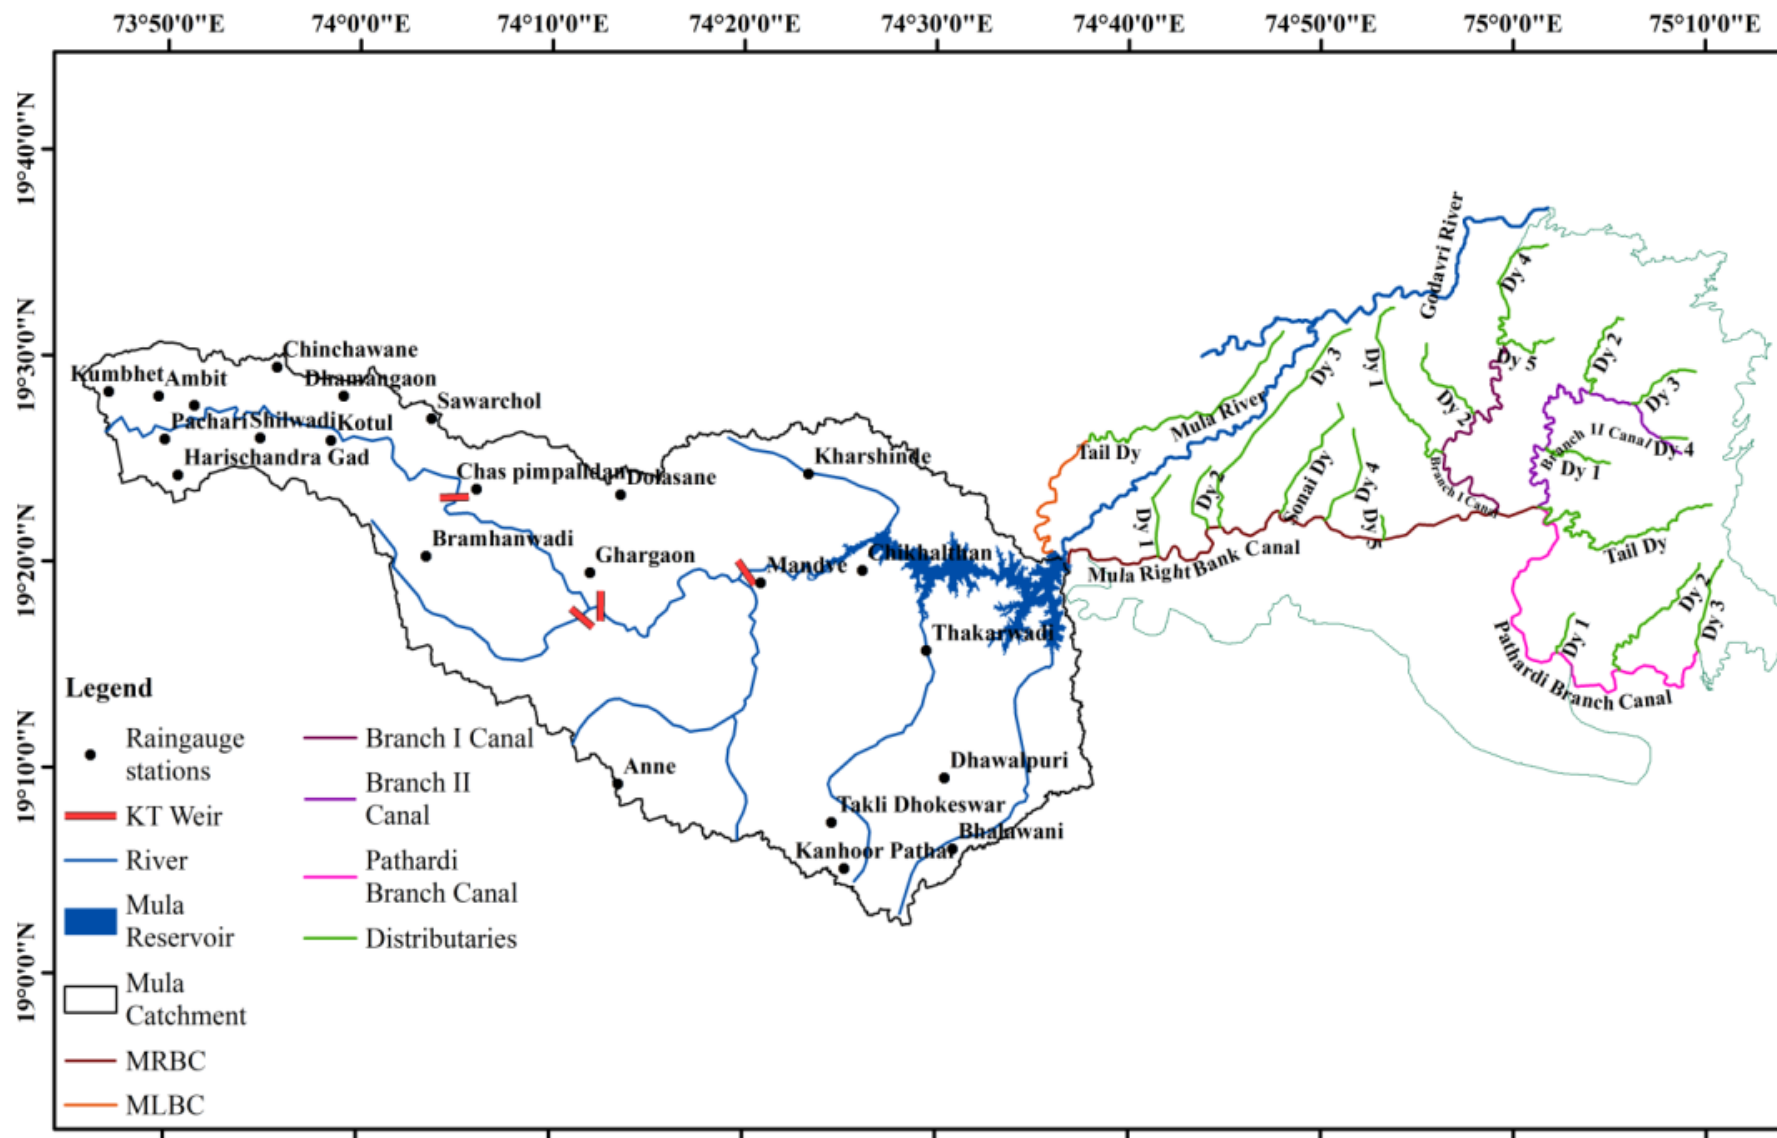 73°50'0"E
74°0'0"E
74°10'0"E
74°20'0"E
74°30'0"E
74°40'0"E
74°50'0"E
75°0'0"E
75°10'0"E
19°40'0"N
19°30'0"N
19°20'0"N
19°10'0"N
19°0'0"N
Chinchawane
Kumbhet
Ambit
Dhamangaon
Sawarchol
Pachari
Shilwadi
Kotul
Harischandra Gad
Chas pimpaldari
Dolasane
Kharshinde
Bramhanwadi
Ghargaon
Mandve
Chikhalthan
Thakarwadi
Anne
Dhawalpuri
Takli Dhokeswar
Bhalawani
Kanhoor Pathar
Godavri River
Mula River
Tail Dy
Dy 3
Dy 1
Dy 2
Dy 4
Dy 5
Dy 2
Dy 3
Branch II Canal
Dy 4
Dy 1
Branch I Canal
Dy 1
Dy 2
Sonai Dy
Dy 4
Dy 5
Mula Right Bank Canal
Tail Dy
Dy 2
Dy 3
Dy 1
Pathardi Branch Canal
Legend
Raingauge
stations
KT Weir
River
Mula
Reservoir
Mula
Catchment
MRBC
MLBC
Branch I Canal
Branch II
Canal
Pathardi
Branch Canal
Distributaries